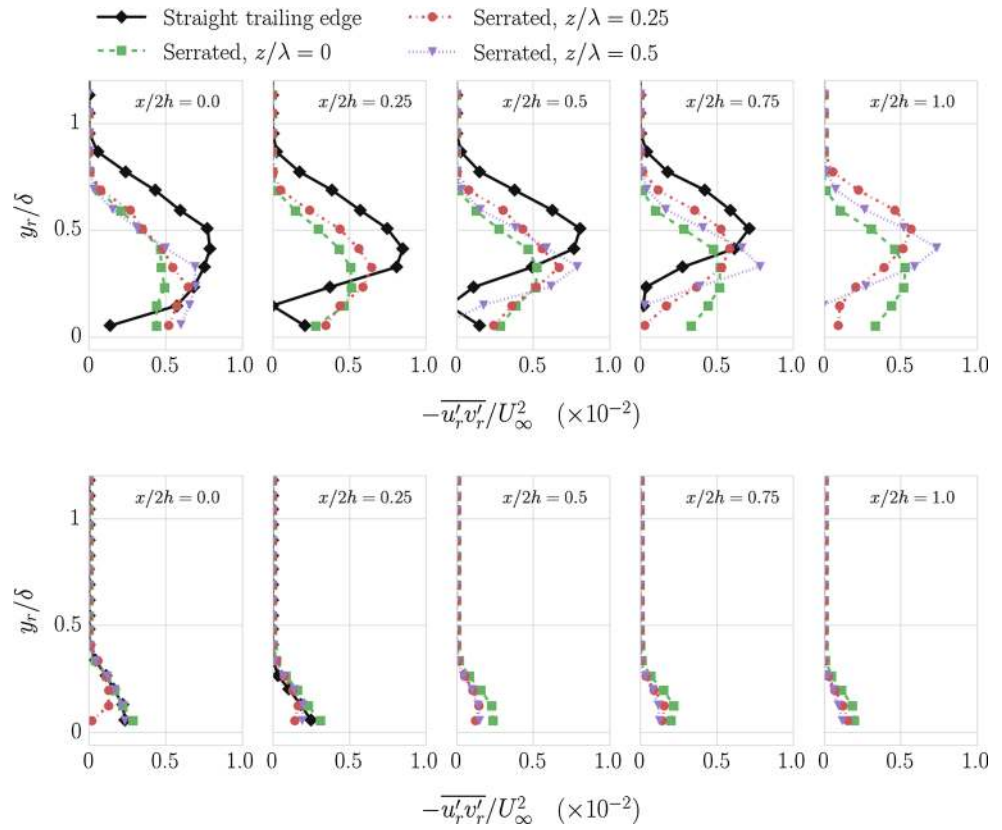 Straight trailing edge Serrated, z/λ = 0.25
Serrated, z/λ = 0 Serrated, z/λ = 0.5
x/2h = 0.0 x/2h = 0.25 x/2h = 0.5 x/2h = 0.75 x/2h = 1.0
1
y_r/δ
0.5
0
0 0.5 1.0 0 0.5 1.0 0 0.5 1.0 0 0.5 1.0 0 0.5 1.0
−\overline{u′_r v′_r}/U²_∞ (×10⁻²)
x/2h = 0.0 x/2h = 0.25 x/2h = 0.5 x/2h = 0.75 x/2h = 1.0
1
y_r/δ
0.5
0
0 0.5 1.0 0 0.5 1.0 0 0.5 1.0 0 0.5 1.0 0 0.5 1.0
−\overline{u′_r v′_r}/U²_∞ (×10⁻²)